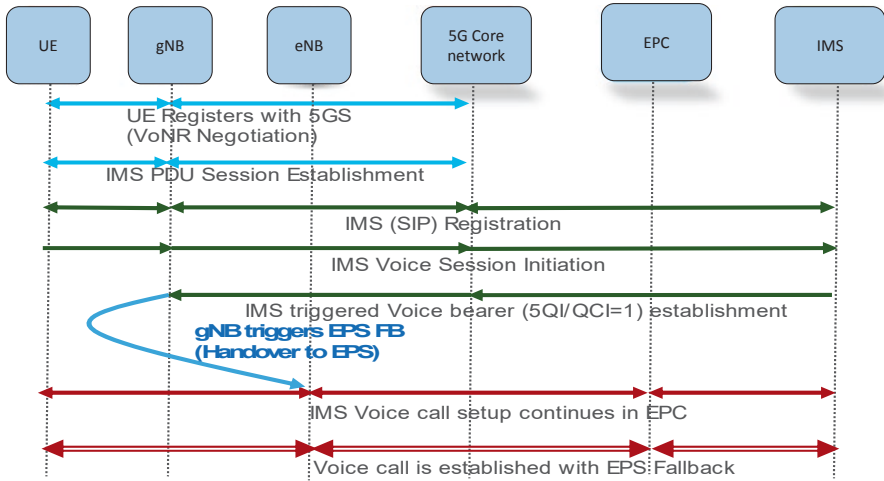 UE
gNB
eNB
5G Core
network
EPC
IMS
UE Registers with 5GS
(VoNR Negotiation)
IMS PDU Session Establishment
IMS (SIP) Registration
IMS Voice Session Initiation
IMS triggered Voice bearer (5QI/QCI=1) establishment
gNB triggers EPS FB
(Handover to EPS)
IMS Voice call setup continues in EPC
Voice call is established with EPS Fallback